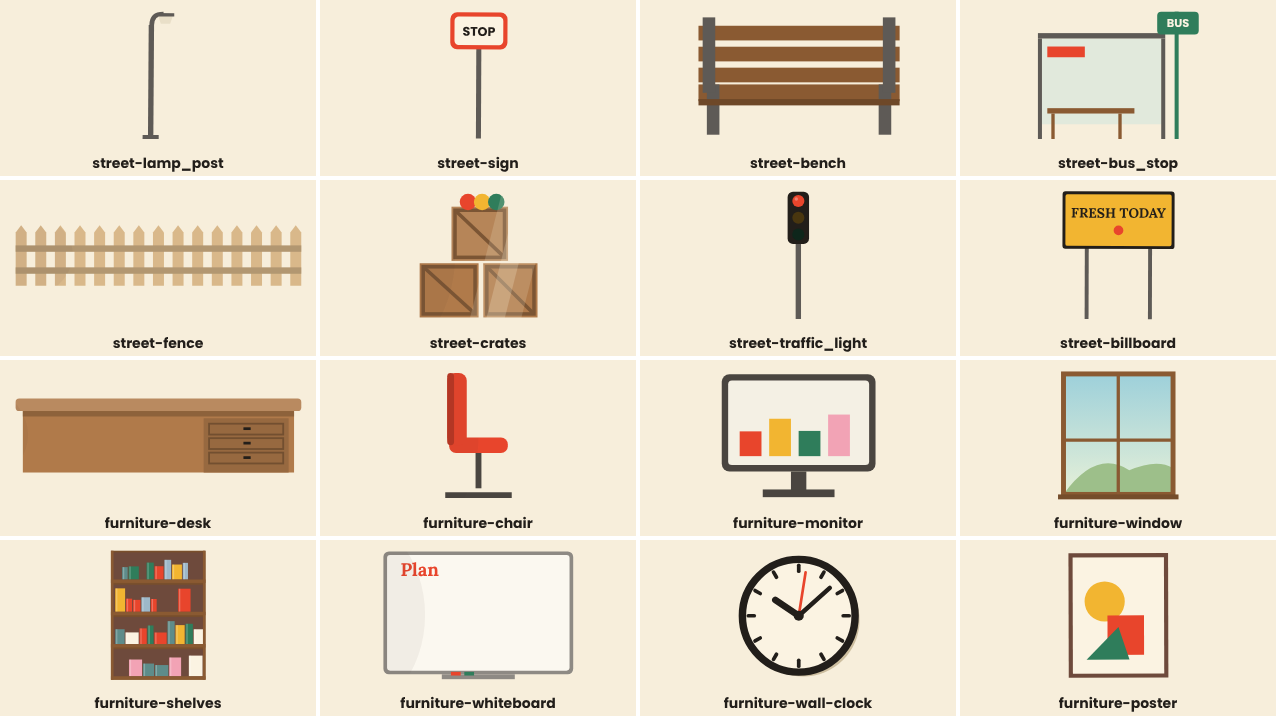 STOP
BUS
street-lamp_post
street-sign
street-bench
street-bus_stop
FRESH TODAY
street-fence
street-crates
street-traffic_light
street-billboard
furniture-desk
furniture-chair
furniture-monitor
furniture-window
Plan
furniture-shelves
furniture-whiteboard
furniture-wall-clock
furniture-poster